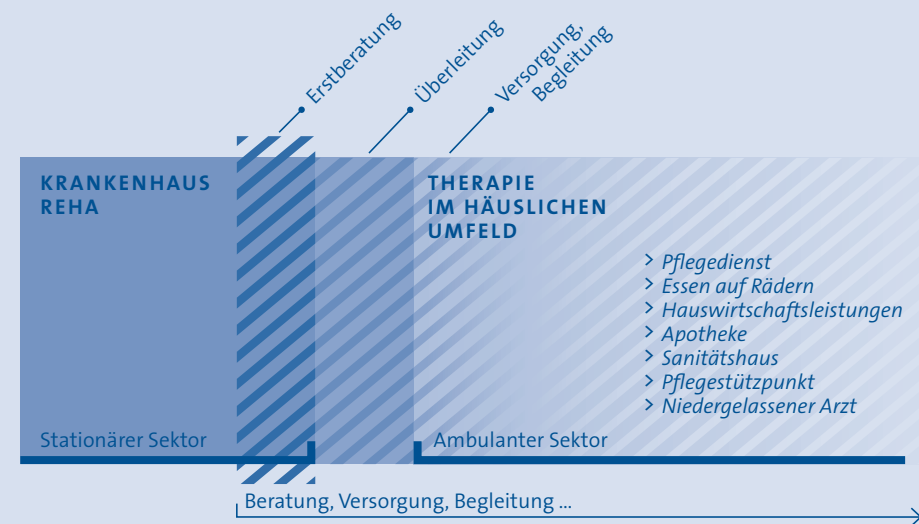 Erstberatung
Überleitung
Versorgung,
Begleitung
KRANKENHAUS
REHA
THERAPIE
IM HÄUSLICHEN
UMFELD
> Pflegedienst
> Essen auf Rädern
> Hauswirtschaftsleistungen
> Apotheke
> Sanitätshaus
> Pflegestützpunkt
> Niedergelassener Arzt
Stationärer Sektor
Ambulanter Sektor
Beratung, Versorgung, Begleitung ...